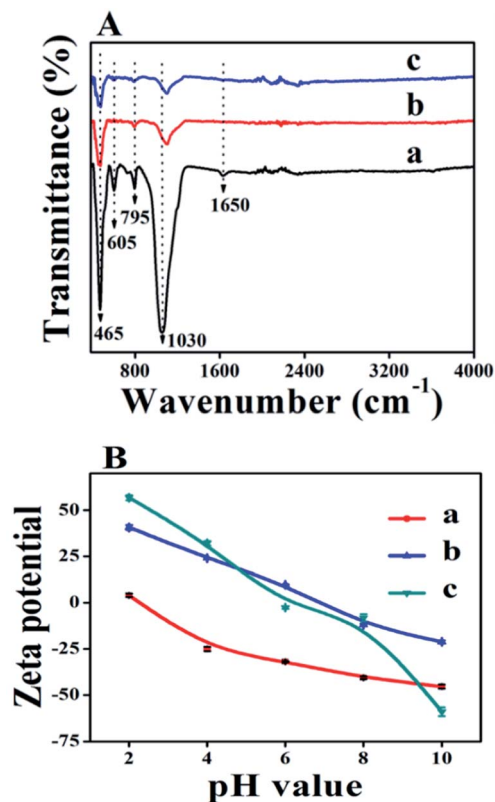 A
Transmittance (%)
c
b
a
465
605
795
1030
1650
800
1600
2400
3200
4000
Wavenumber (cm⁻¹)
B
Zeta potential
50
25
0
-25
-50
-75
a
b
c
2
4
6
8
10
pH value